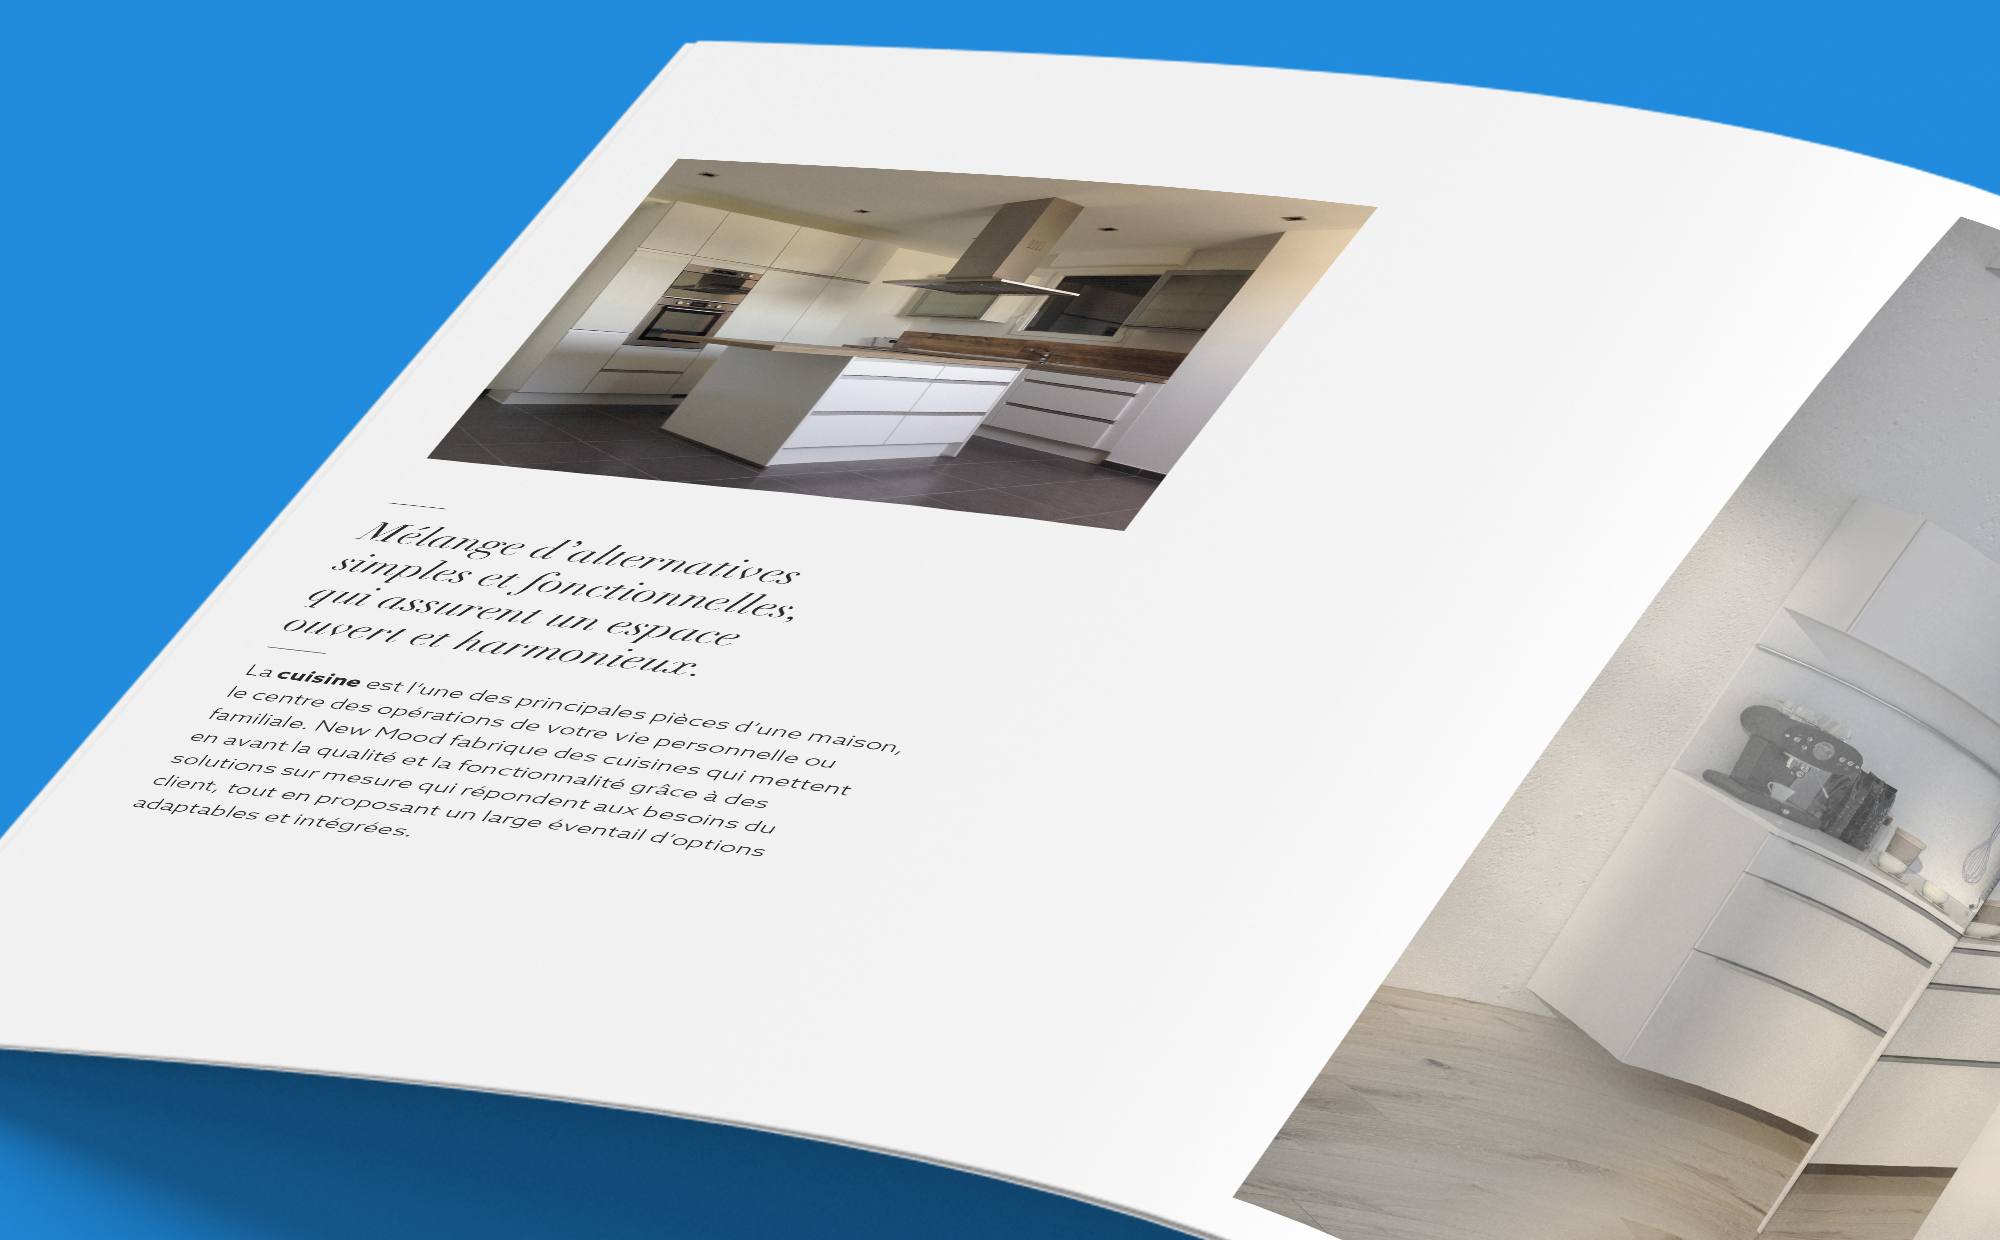 Mélange d'alternatives
simples et fonctionnelles,
qui assurent un espace
ouvert et harmonieux.
La cuisine est l'une des principales pièces d'une maison,
le centre des opérations de votre vie personnelle ou
familiale. New Mood fabrique des cuisines qui mettent
en avant la qualité et la fonctionnalité grâce à des
solutions sur mesure qui répondent aux besoins du
client, tout en proposant un large éventail d'options
adaptables et intégrées.